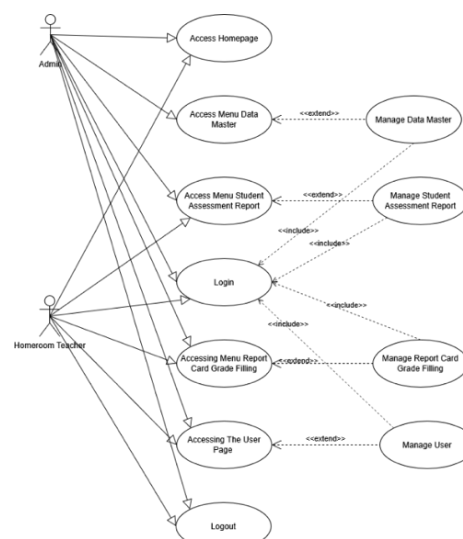 Access Homepage
Admin
Access Menu Data
Master
<<extend>>
Manage Data Master
Access Menu Student
Assessment Report
<<extend>>
Manage Student
Assessment Report
<<include>>
<<include>>
Login
<<include>>
<<include>>
Homeroom Teacher
Accessing Menu Report
Card Grade Filling
<<extend>>
Manage Report Card
Grade Filling
Accessing The User
Page
<<extend>>
Manage User
Logout